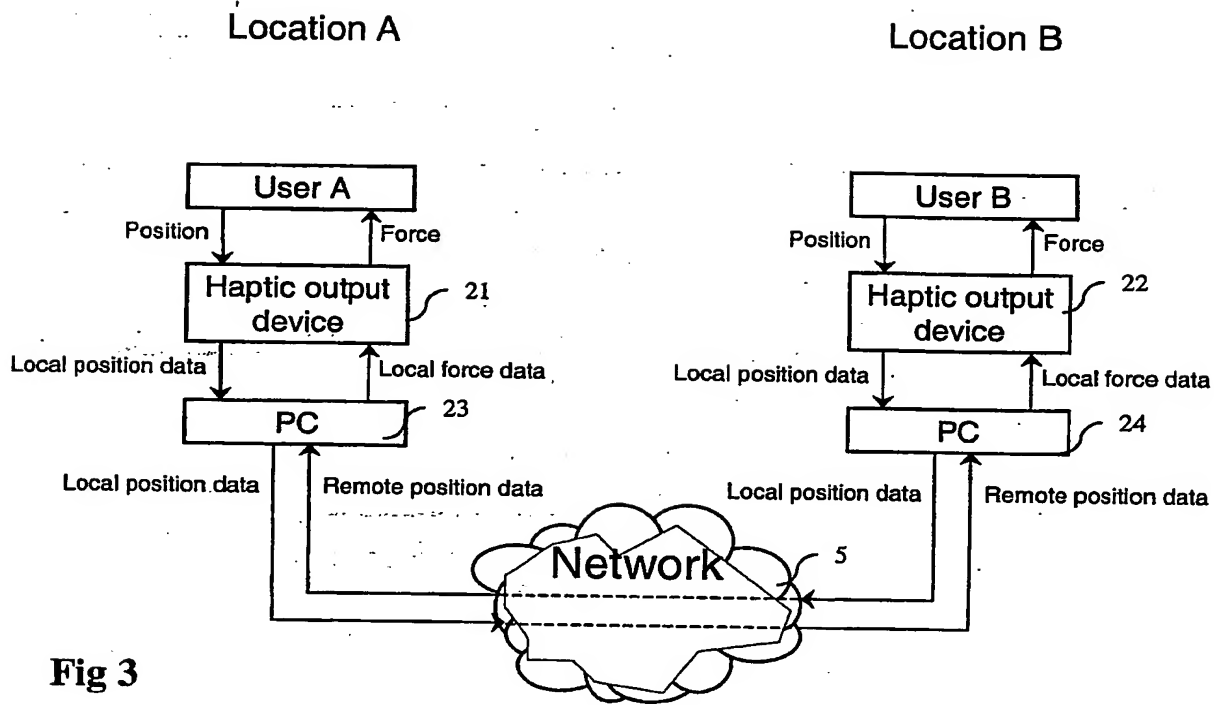 Location A
Location B
User A
User B
Position
Force
Position
Force
Haptic output
device
21
Haptic output
device
22
Local position data
Local force data
Local position data
Local force data
PC
23
PC
24
Local position data
Remote position data
Local position data
Remote position data
Network
5
Fig 3